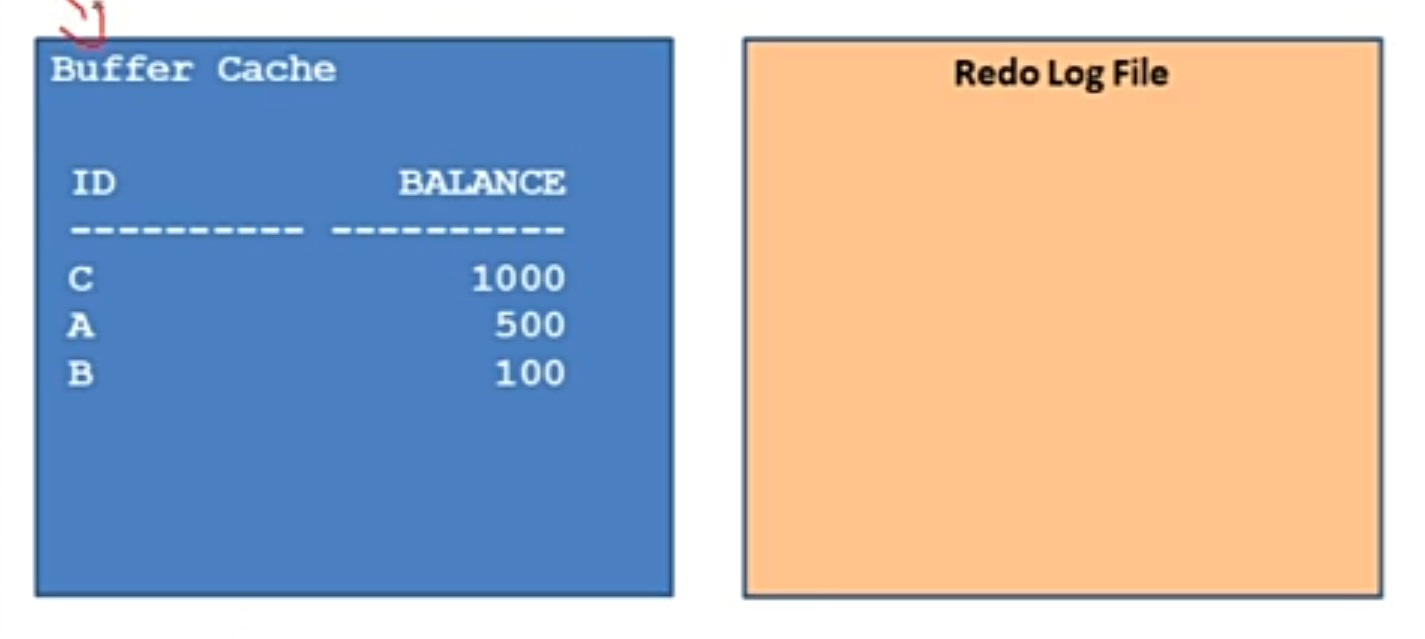 Buffer Cache
ID BALANCE
---------- ----------
C 1000
A 500
B 100
Redo Log File